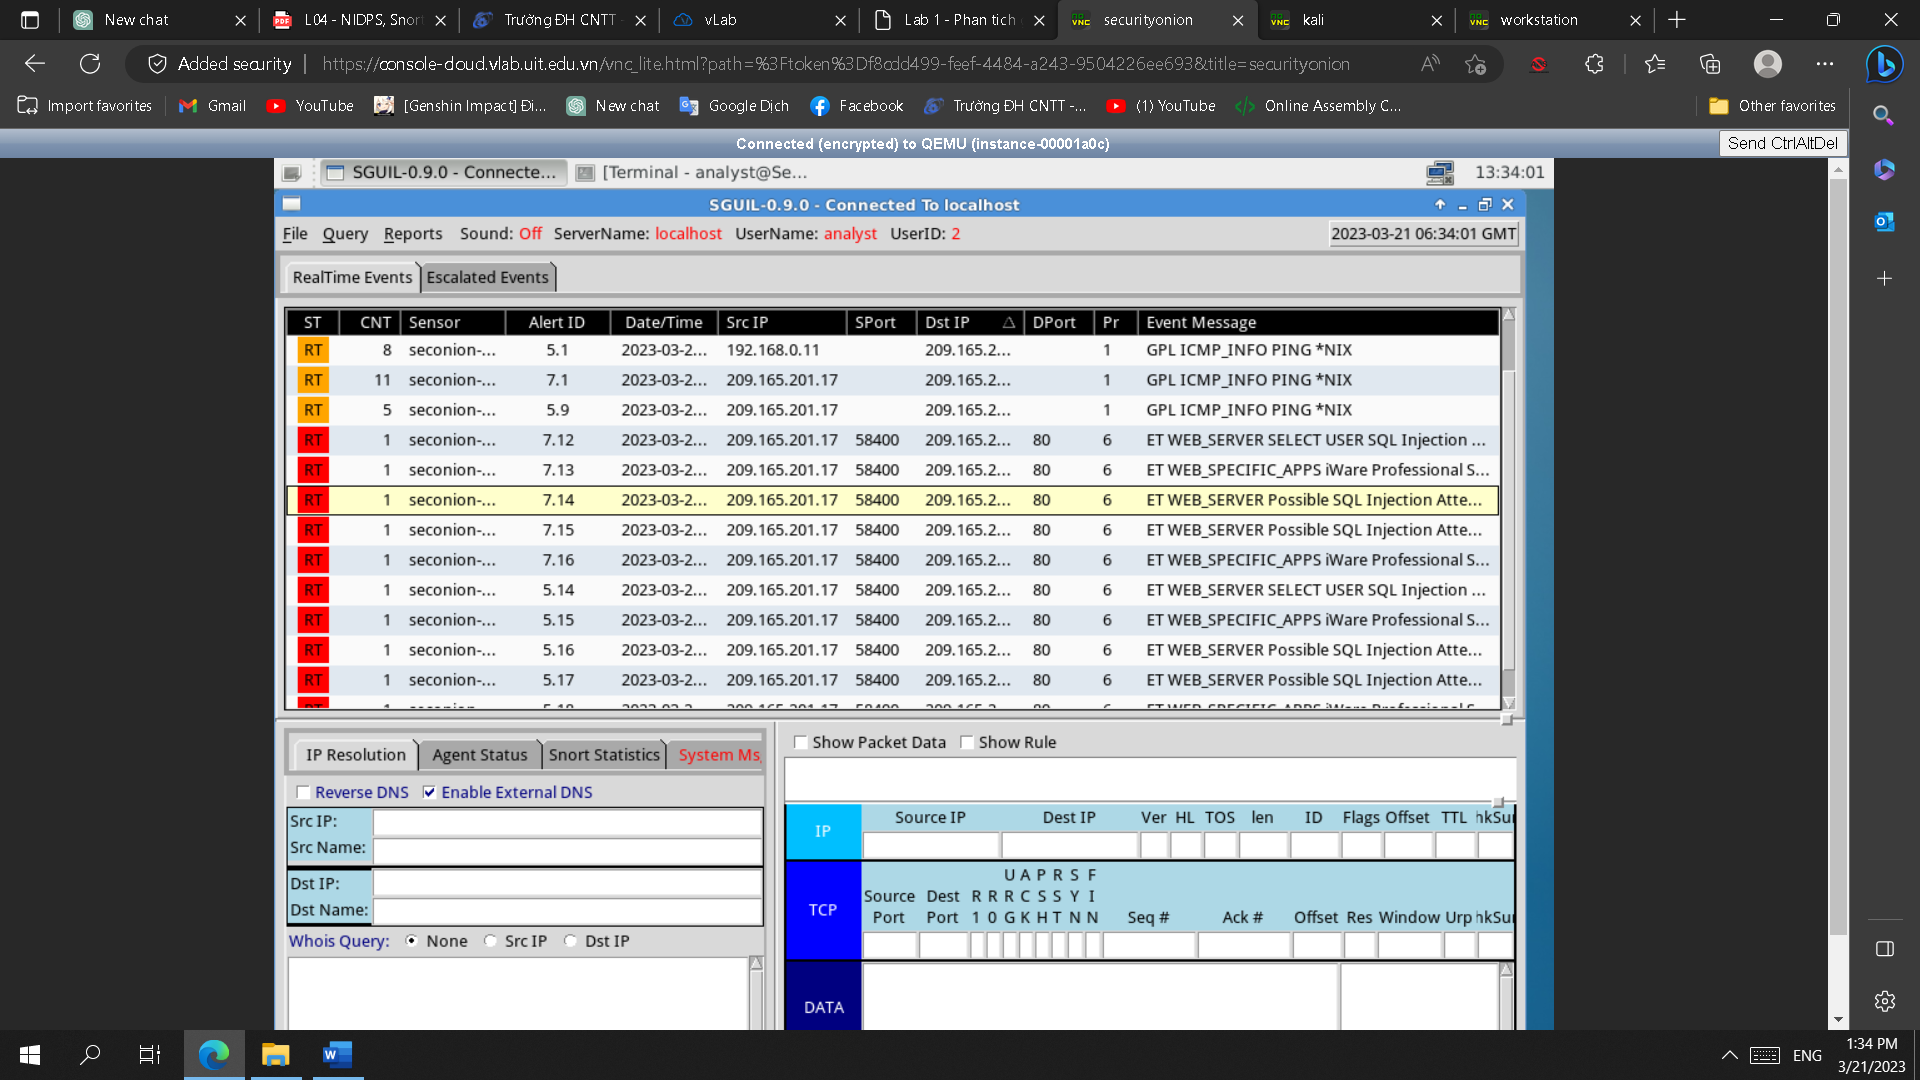 New chat
L04 - NIDPS, Snort
Trường ĐH CNTT -
vLab
Lab 1 - Phan tich
securityonion
kali
workstation
Added security
https://console-cloud.vlab.uit.edu.vn/vnc_lite.html?path=%3Ftoken%3Df8cdd499-feef-4484-a243-9504226ee693&title=securityonion
Import favorites
Gmail
YouTube
[Genshin Impact] Đi...
New chat
Google Dịch
Facebook
Trường ĐH CNTT -...
(1) YouTube
Online Assembly C...
Other favorites
Connected (encrypted) to QEMU (instance-00001a0c)
Send CtrlAltDel
SGUIL-0.9.0 - Connecte...
[Terminal - analyst@Se...
13:34:01
SGUIL-0.9.0 - Connected To localhost
File Query Reports Sound: Off ServerName: localhost UserName: analyst UserID: 2
2023-03-21 06:34:01 GMT
RealTime Events Escalated Events
ST CNT Sensor Alert ID Date/Time Src IP SPort Dst IP DPort Pr Event Message
RT 8 seconion-... 5.1 2023-03-2... 192.168.0.11 209.165.2... 1 GPL ICMP_INFO PING *NIX
RT 11 seconion-... 7.1 2023-03-2... 209.165.201.17 209.165.2... 1 GPL ICMP_INFO PING *NIX
RT 5 seconion-... 5.9 2023-03-2... 209.165.201.17 209.165.2... 1 GPL ICMP_INFO PING *NIX
RT 1 seconion-... 7.12 2023-03-2... 209.165.201.17 58400 209.165.2... 80 6 ET WEB_SERVER SELECT USER SQL Injection ...
RT 1 seconion-... 7.13 2023-03-2... 209.165.201.17 58400 209.165.2... 80 6 ET WEB_SPECIFIC_APPS iWare Professional S...
RT 1 seconion-... 7.14 2023-03-2... 209.165.201.17 58400 209.165.2... 80 6 ET WEB_SERVER Possible SQL Injection Atte...
RT 1 seconion-... 7.15 2023-03-2... 209.165.201.17 58400 209.165.2... 80 6 ET WEB_SERVER Possible SQL Injection Atte...
RT 1 seconion-... 7.16 2023-03-2... 209.165.201.17 58400 209.165.2... 80 6 ET WEB_SPECIFIC_APPS iWare Professional S...
RT 1 seconion-... 5.14 2023-03-2... 209.165.201.17 58400 209.165.2... 80 6 ET WEB_SERVER SELECT USER SQL Injection ...
RT 1 seconion-... 5.15 2023-03-2... 209.165.201.17 58400 209.165.2... 80 6 ET WEB_SPECIFIC_APPS iWare Professional S...
RT 1 seconion-... 5.16 2023-03-2... 209.165.201.17 58400 209.165.2... 80 6 ET WEB_SERVER Possible SQL Injection Atte...
RT 1 seconion-... 5.17 2023-03-2... 209.165.201.17 58400 209.165.2... 80 6 ET WEB_SERVER Possible SQL Injection Atte...
IP Resolution Agent Status Snort Statistics System Ms
Reverse DNS Enable External DNS
Src IP:
Src Name:
Dst IP:
Dst Name:
Whois Query: None Src IP Dst IP
Show Packet Data Show Rule
IP
Source IP Dest IP Ver HL TOS len ID Flags Offset TTL hkSu
TCP
U A P R S F
Source Dest R R R C S S Y I
Port Port 1 0 G K H T N N Seq # Ack # Offset Res Window Urp hkSu
DATA
ENG
1:34 PM
3/21/2023